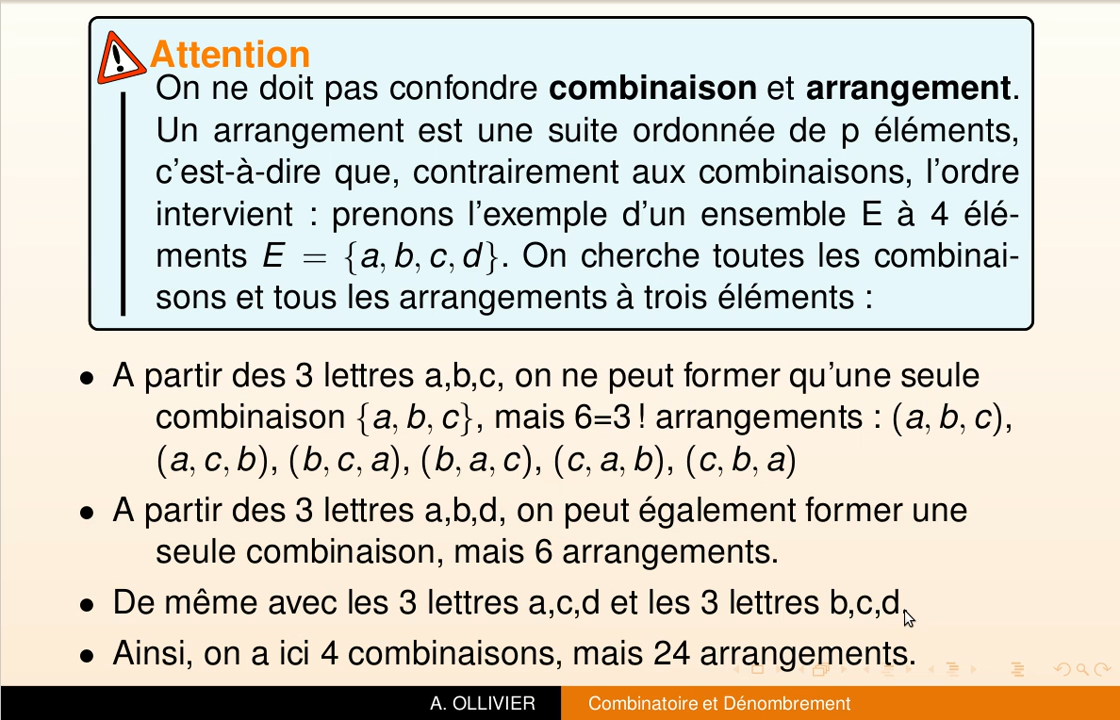 Attention
On ne doit pas confondre combinaison et arrangement.
Un arrangement est une suite ordonnée de p éléments,
c'est-à-dire que, contrairement aux combinaisons, l'ordre
intervient : prenons l'exemple d'un ensemble E à 4 élé-
ments E = {a, b, c, d}. On cherche toutes les combinai-
sons et tous les arrangements à trois éléments :
• A partir des 3 lettres a,b,c, on ne peut former qu'une seule
combinaison {a, b, c}, mais 6=3 ! arrangements : (a, b, c),
(a, c, b), (b, c, a), (b, a, c), (c, a, b), (c, b, a)
• A partir des 3 lettres a,b,d, on peut également former une
seule combinaison, mais 6 arrangements.
• De même avec les 3 lettres a,c,d et les 3 lettres b,c,d.
• Ainsi, on a ici 4 combinaisons, mais 24 arrangements.
A. OLLIVIER Combinatoire et Dénombrement